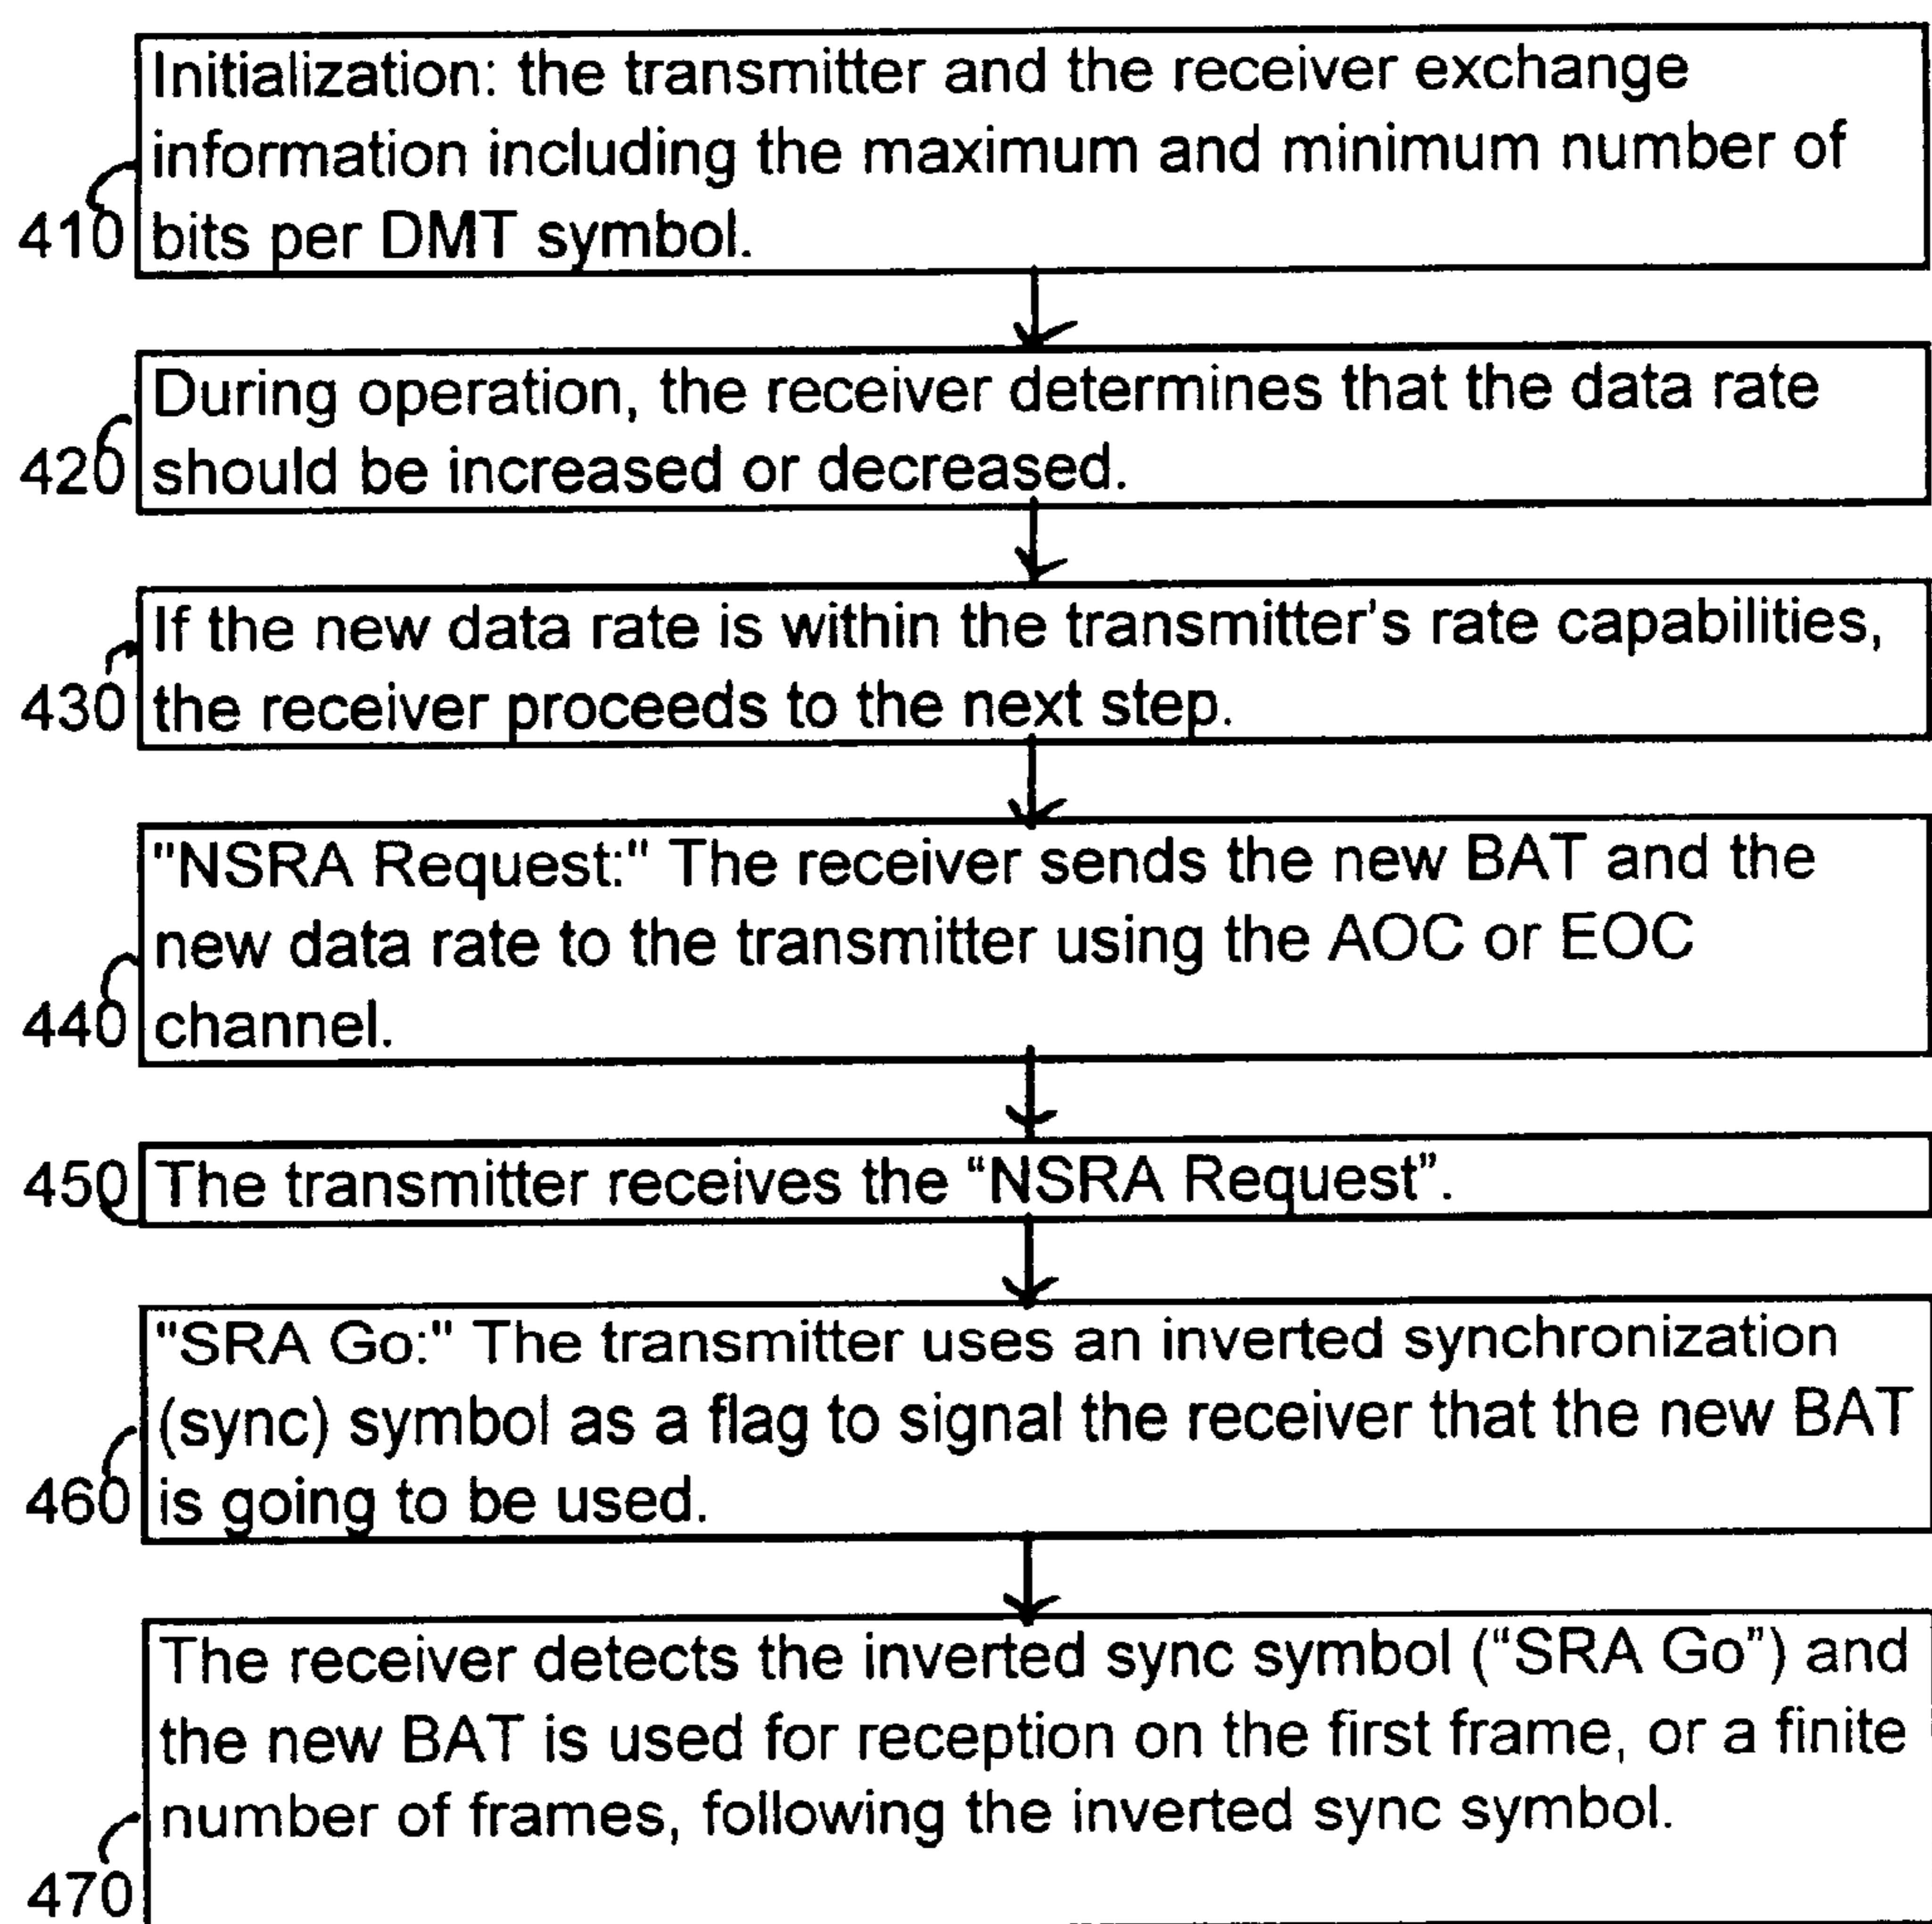 Initialization: the transmitter and the receiver exchange
information including the maximum and minimum number of
410 bits per DMT symbol.
During operation, the receiver determines that the data rate
420 should be increased or decreased.
If the new data rate is within the transmitter's rate capabilities,
430 the receiver proceeds to the next step.
"NSRA Request:" The receiver sends the new BAT and the
new data rate to the transmitter using the AOC or EOC
440 channel.
450 The transmitter receives the “NSRA Request”.
"SRA Go:" The transmitter uses an inverted synchronization
(sync) symbol as a flag to signal the receiver that the new BAT
460 is going to be used.
The receiver detects the inverted sync symbol (“SRA Go”) and
the new BAT is used for reception on the first frame, or a finite
number of frames, following the inverted sync symbol.
470